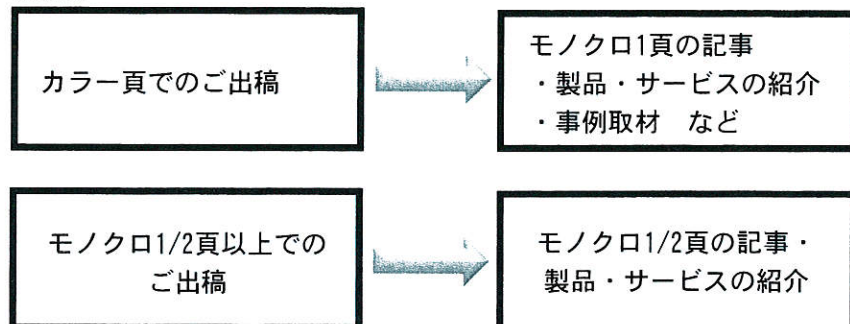 カラー頁でのご出稿
モノクロ1頁の記事
・製品・サービスの紹介
・事例取材　など
モノクロ1/2頁以上での
ご出稿
モノクロ1/2頁の記事・
製品・サービスの紹介